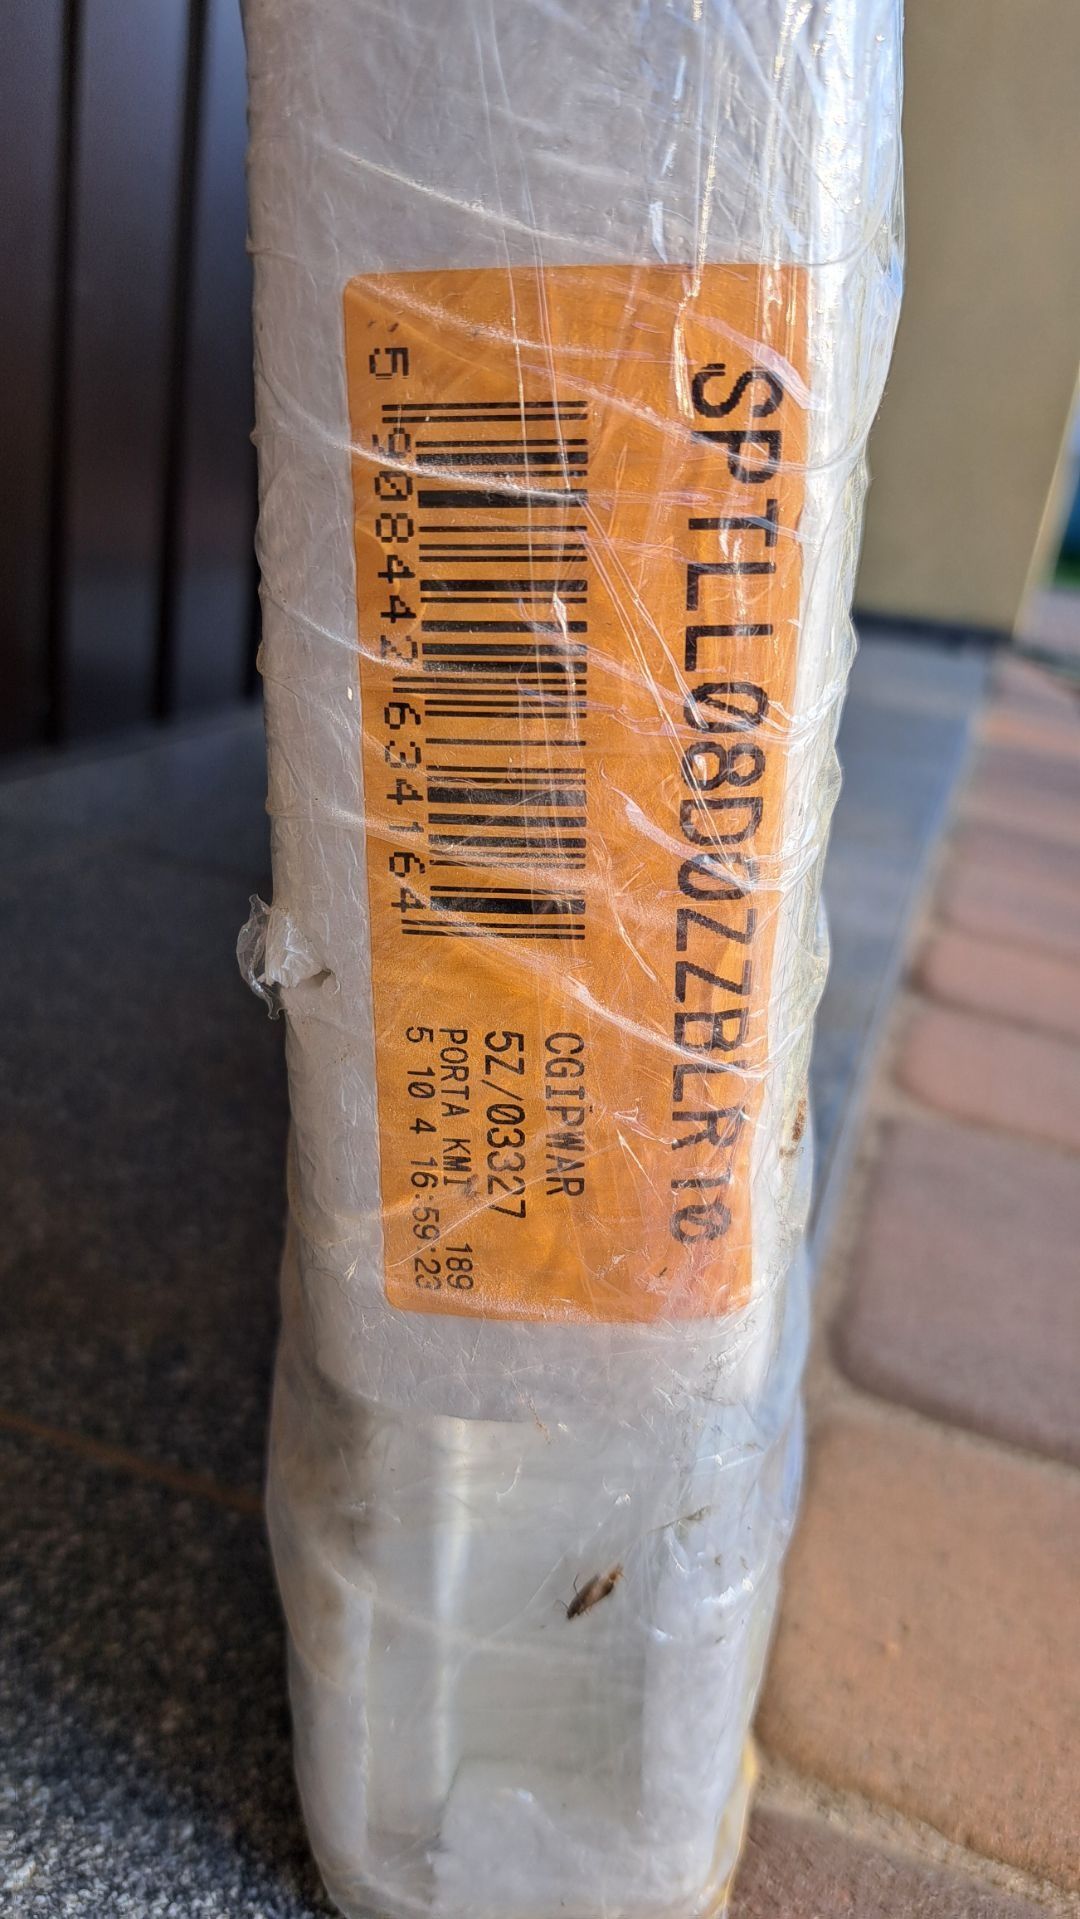 SPTLL08D0ZZBLR10
5 908442 634164
CGIPWAR
5Z/03327
PORTA KMI 189
5 10 4 16:59:23